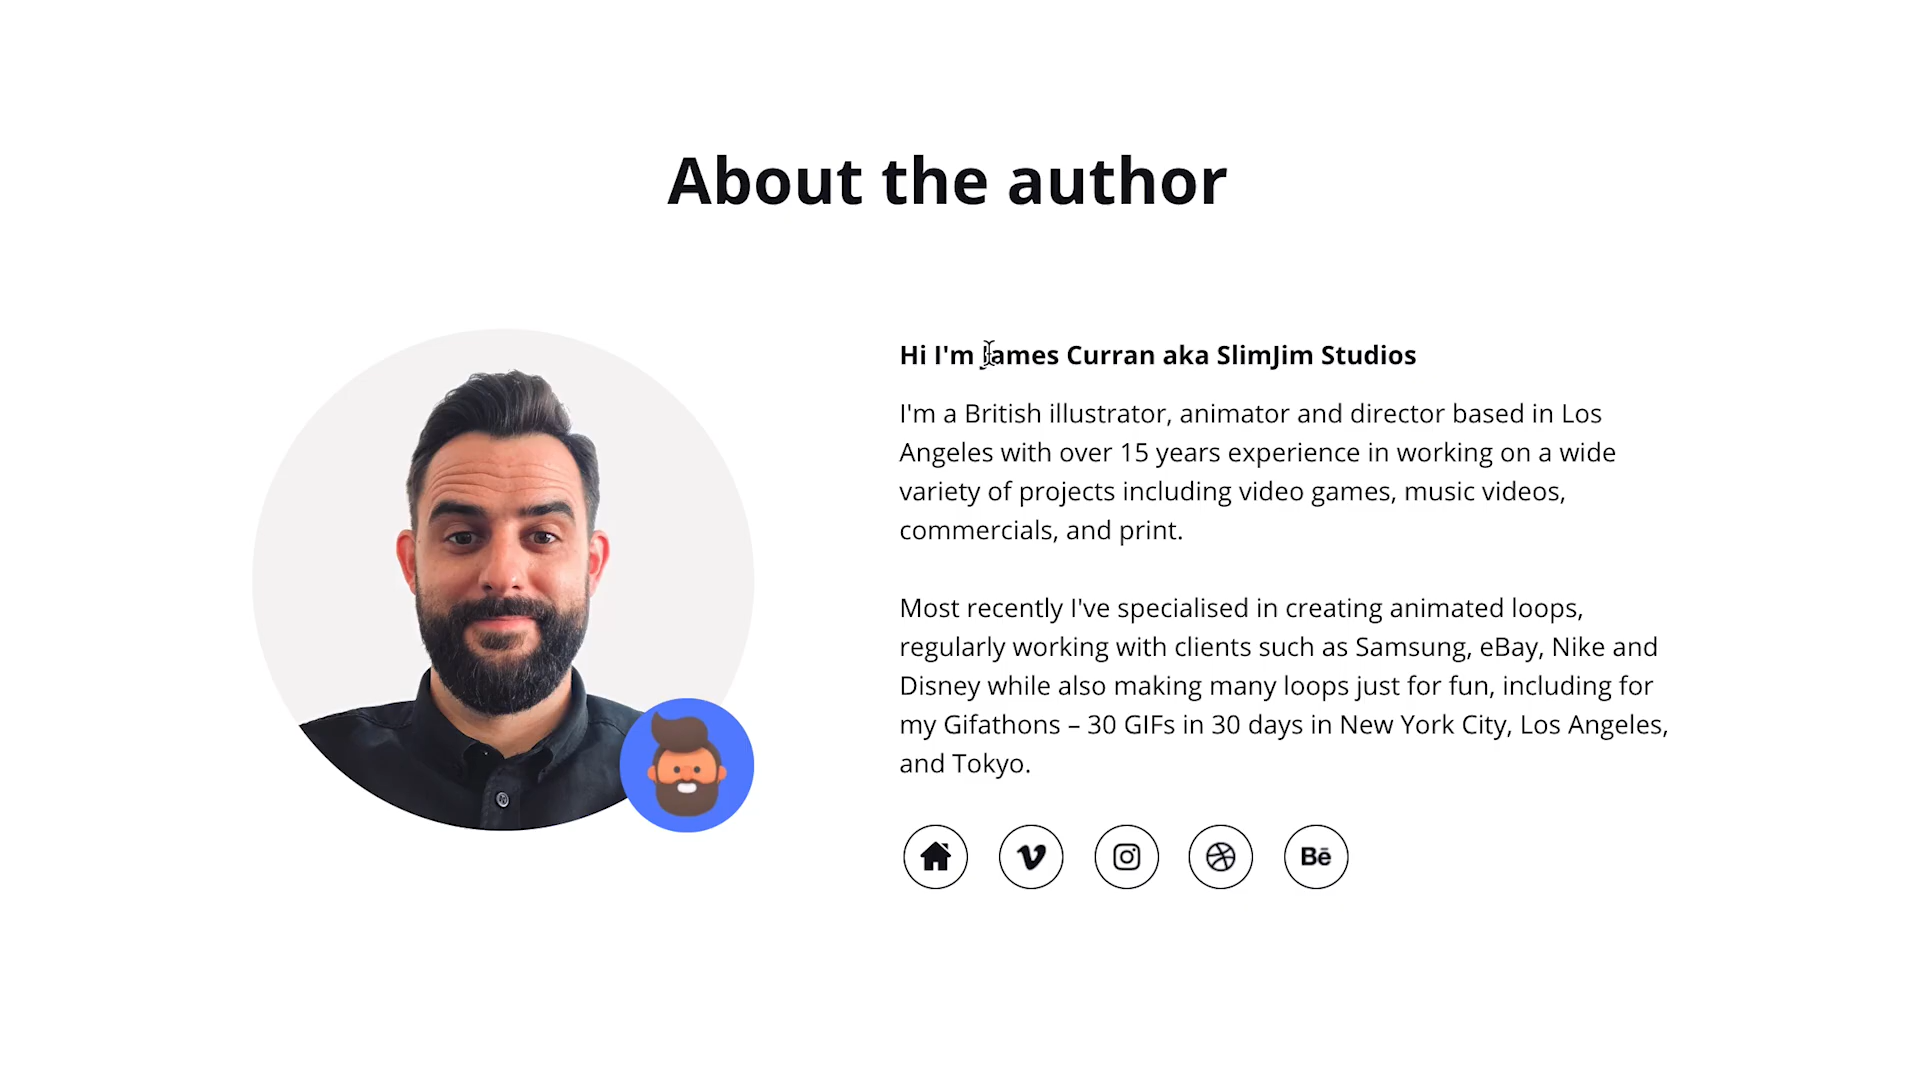 About the author
Hi I'm James Curran aka SlimJim Studios
I'm a British illustrator, animator and director based in Los
Angeles with over 15 years experience in working on a wide
variety of projects including video games, music videos,
commercials, and print.
Most recently I've specialised in creating animated loops,
regularly working with clients such as Samsung, eBay, Nike and
Disney while also making many loops just for fun, including for
my Gifathons – 30 GIFs in 30 days in New York City, Los Angeles,
and Tokyo.
Bē